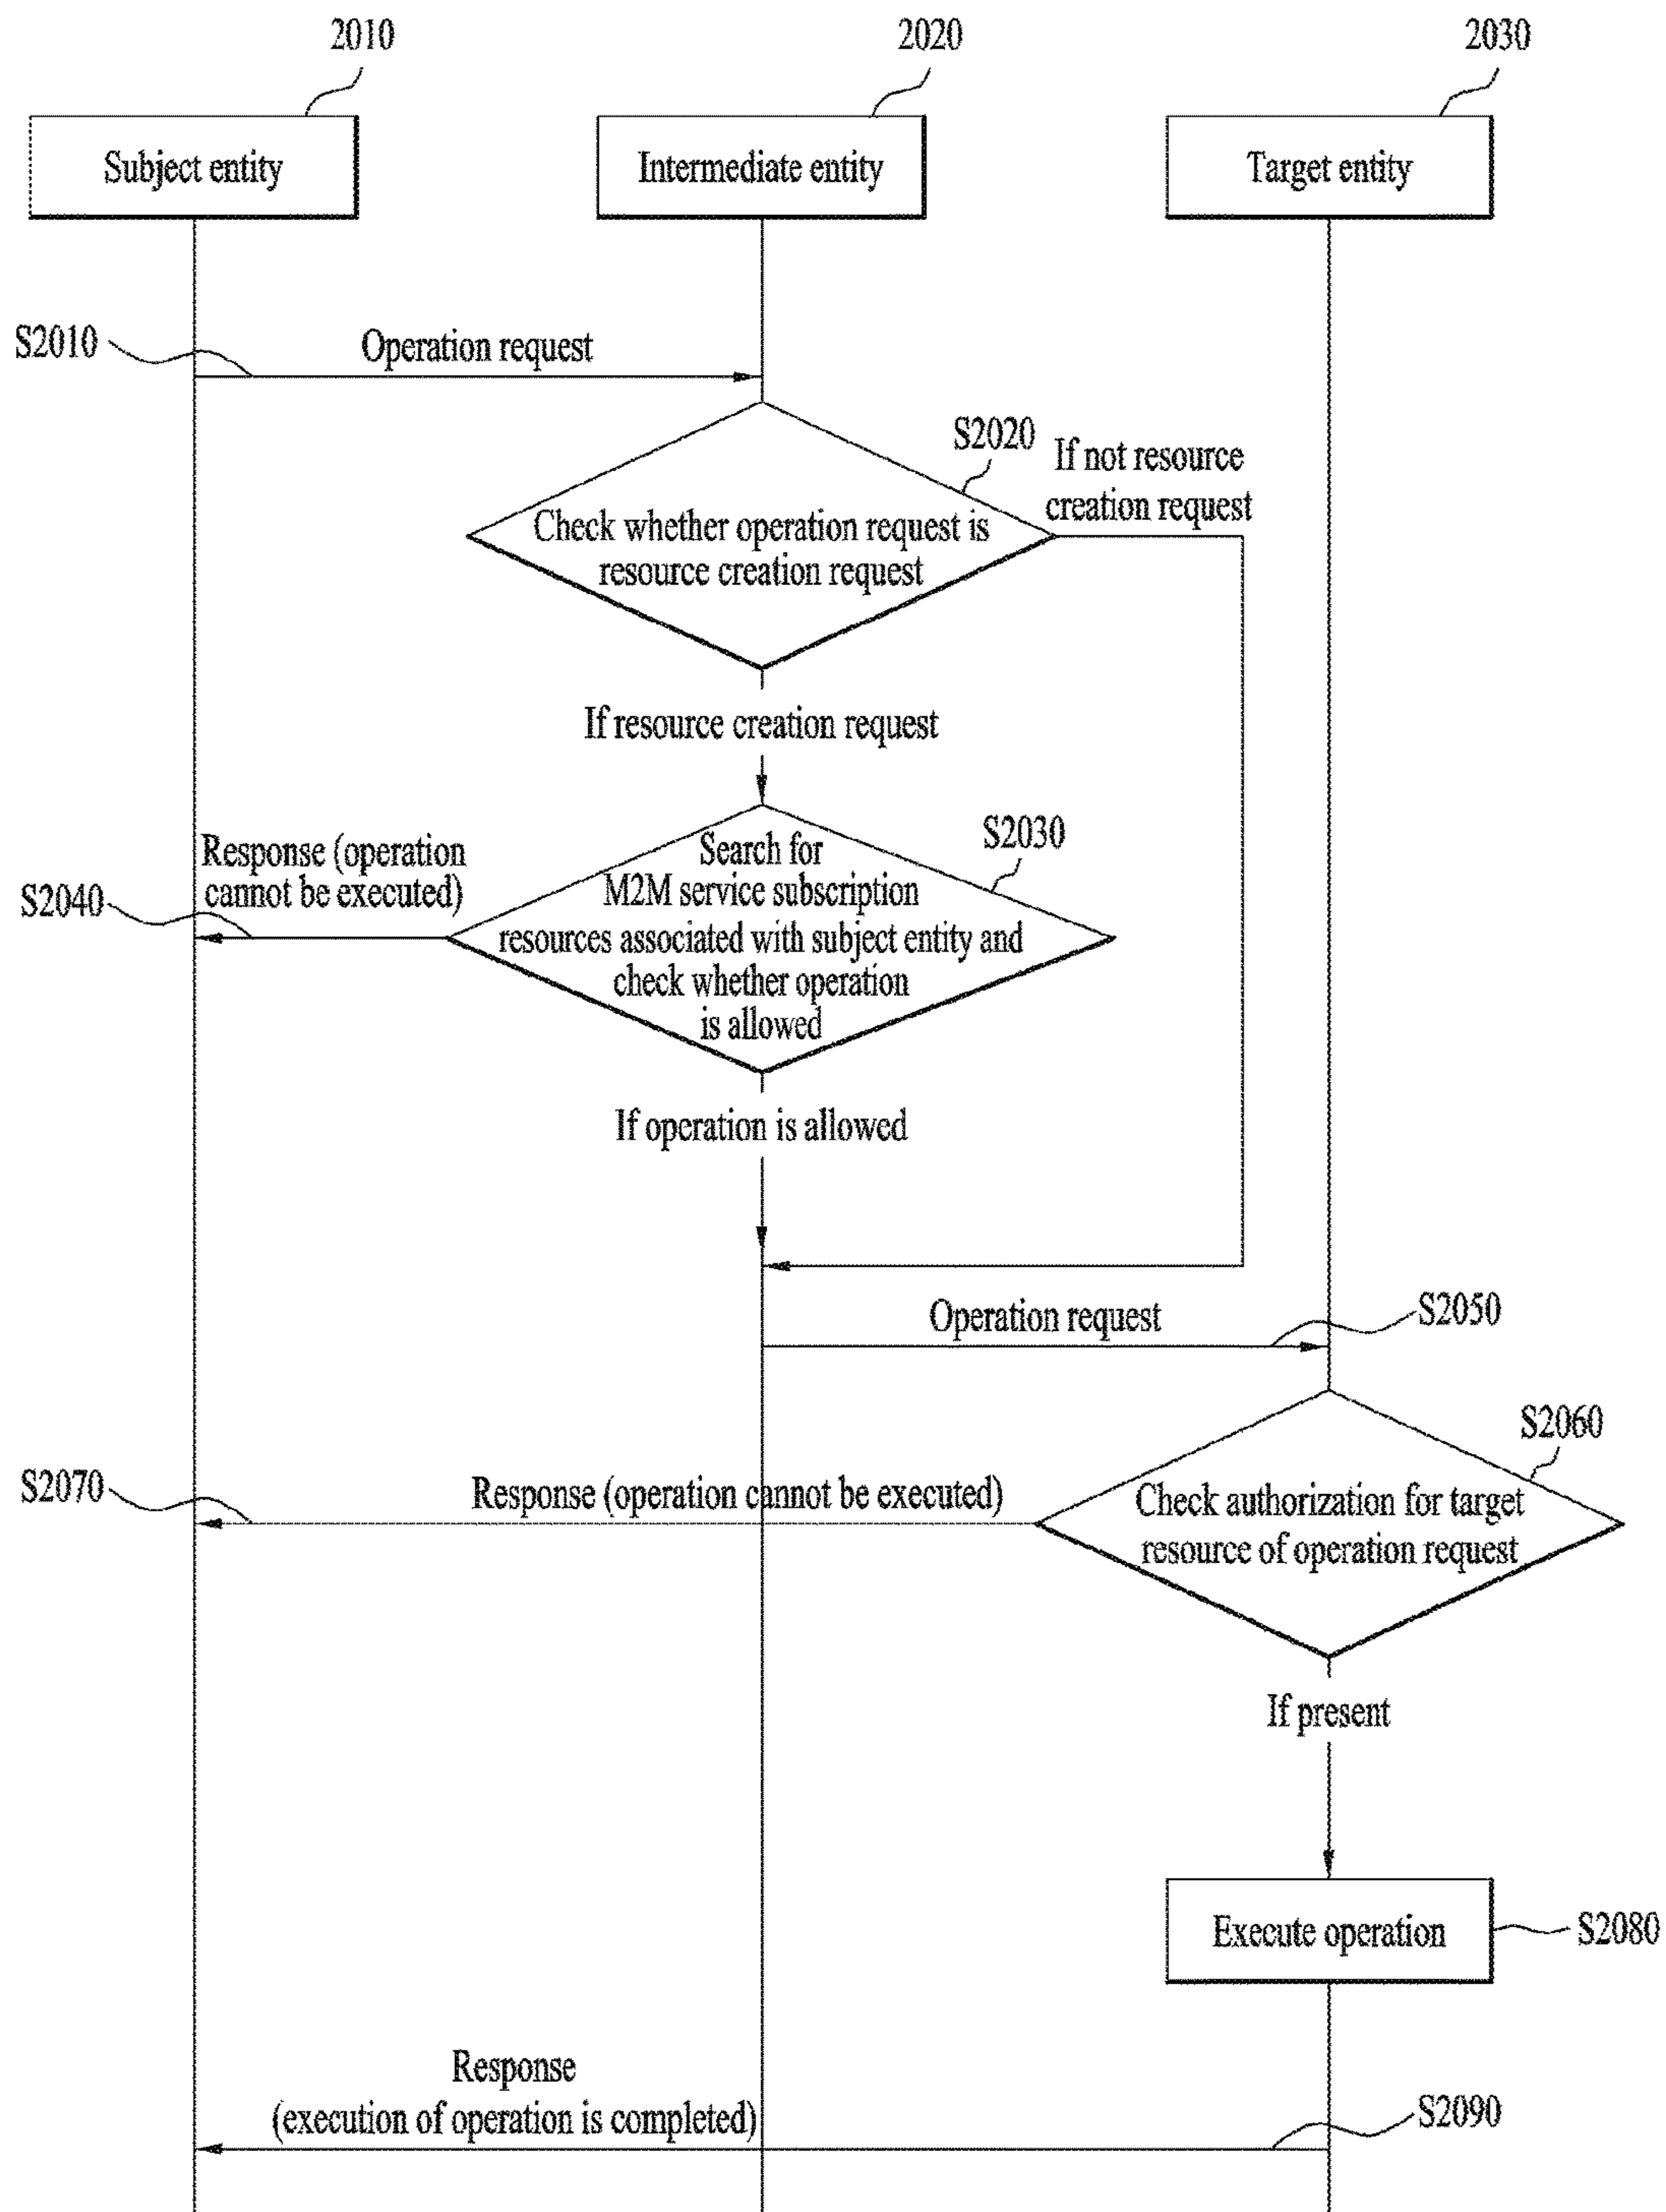 2010
2020
2030
Subject entity
Intermediate entity
Target entity
S2010
Operation request
S2020
If not resource
creation request
Check whether operation request is
resource creation request
If resource creation request
S2030
Response (operation
cannot be executed)
S2040
Search for
M2M service subscription
resources associated with subject entity and
check whether operation
is allowed
If operation is allowed
Operation request
S2050
S2060
S2070
Response (operation cannot be executed)
Check authorization for target
resource of operation request
If present
Execute operation
S2080
Response
(execution of operation is completed)
S2090